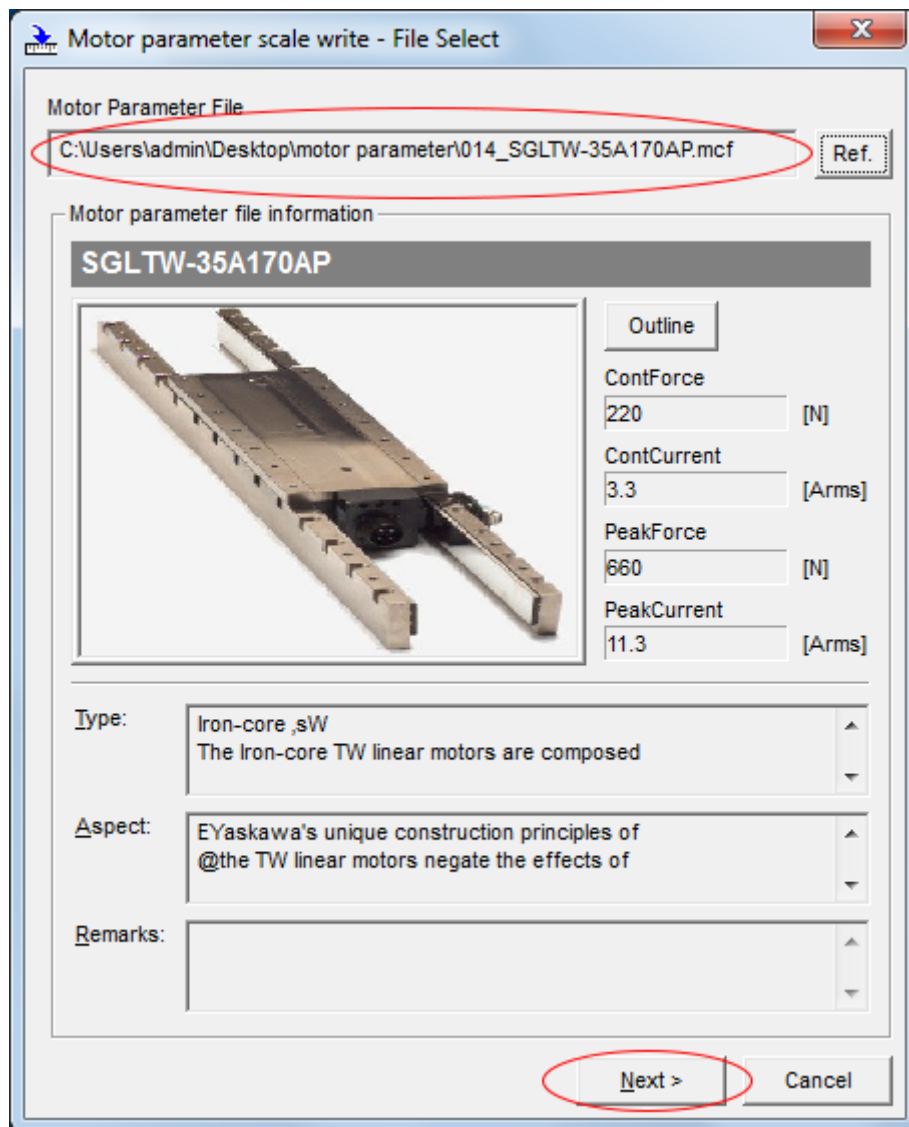 Motor parameter scale write - File Select
Motor Parameter File
C:\Users\admin\Desktop\motor parameter\014_SGLTW-35A170AP.mcf
Ref.
Motor parameter file information
SGLTW-35A170AP
Outline
ContForce
220 [N]
ContCurrent
3.3 [Arms]
PeakForce
660 [N]
PeakCurrent
11.3 [Arms]
Type:
Iron-core ,sW
The Iron-core TW linear motors are composed
Aspect:
EYaskawa's unique construction principles of
@the TW linear motors negate the effects of
Remarks:
Next >
Cancel